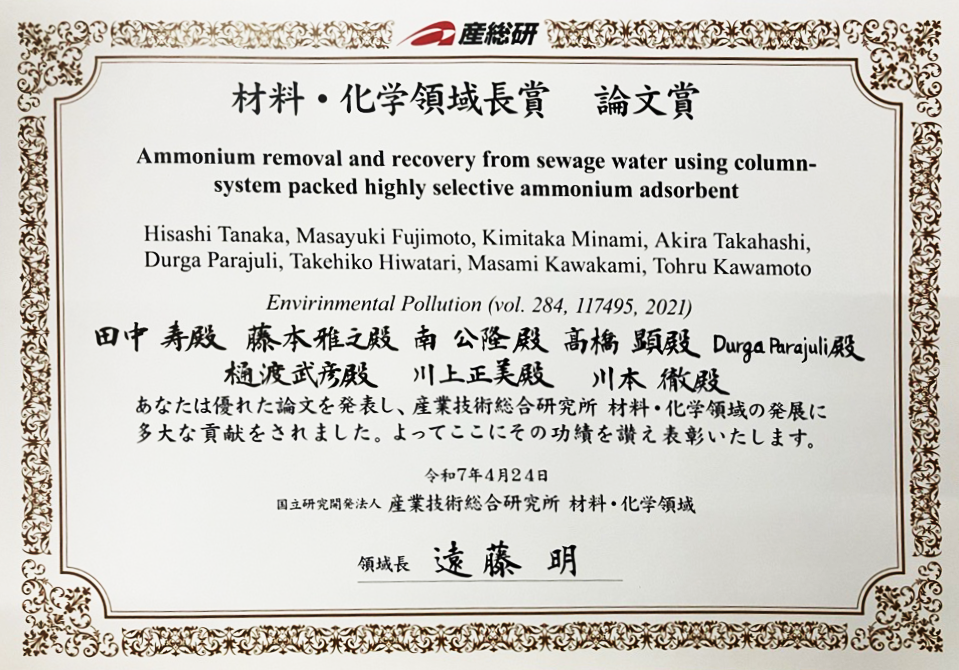 産総研
材料・化学領域長賞 論文賞
Ammonium removal and recovery from sewage water using column-
system packed highly selective ammonium adsorbent
Hisashi Tanaka, Masayuki Fujimoto, Kimitaka Minami, Akira Takahashi,
Durga Parajuli, Takehiko Hiwatari, Masami Kawakami, Tohru Kawamoto
Envirinmental Pollution (vol. 284, 117495, 2021)
田中 寿殿 藤本雅之殿 南 公隆殿 髙橋 顕殿 Durga Parajuli殿
樋渡武彦殿 川上正美殿 川本 徹殿
あなたは優れた論文を発表し、産業技術総合研究所 材料・化学領域の発展に
多大な貢献をされました。よってここにその功績を讃え表彰いたします。
令和7年4月24日
国立研究開発法人 産業技術総合研究所 材料・化学領域
領域長 遠藤 明